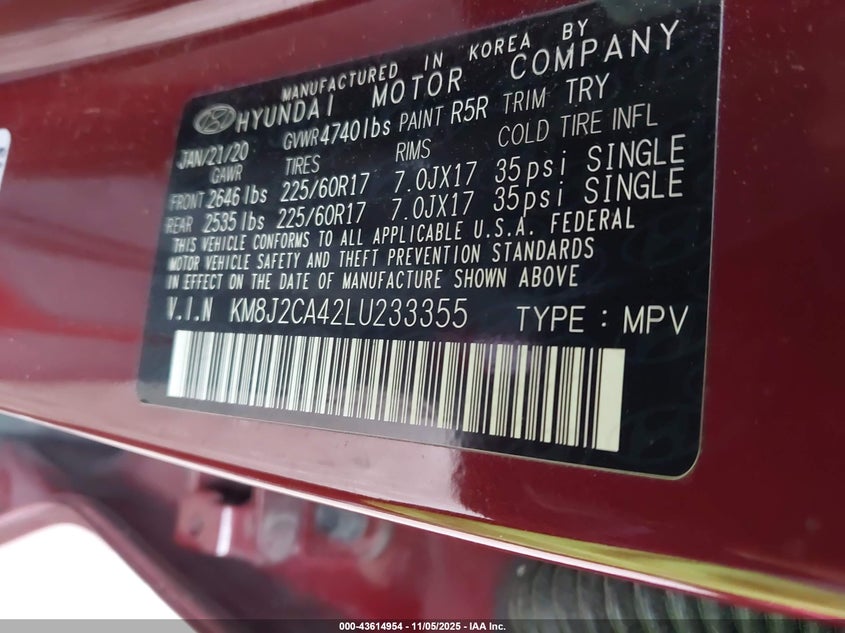 MANUFACTURED IN KOREA BY
HYUNDAI MOTOR COMPANY
JAN/21/20 GVWR 4740 lbs PAINT R5R TRIM TRY
GAWR TIRES RIMS COLD TIRE INFL
FRONT 2646 lbs 225/60R17 7.0JX17 35psi SINGLE
REAR 2535 lbs 225/60R17 7.0JX17 35psi SINGLE
THIS VEHICLE CONFORMS TO ALL APPLICABLE U.S.A. FEDERAL
MOTOR VEHICLE SAFETY AND THEFT PREVENTION STANDARDS
IN EFFECT ON THE DATE OF MANUFACTURE SHOWN ABOVE
V.I.N KM8J2CA42LU233355 TYPE : MPV
000-43614954 - 11/05/2025 - IAA Inc.